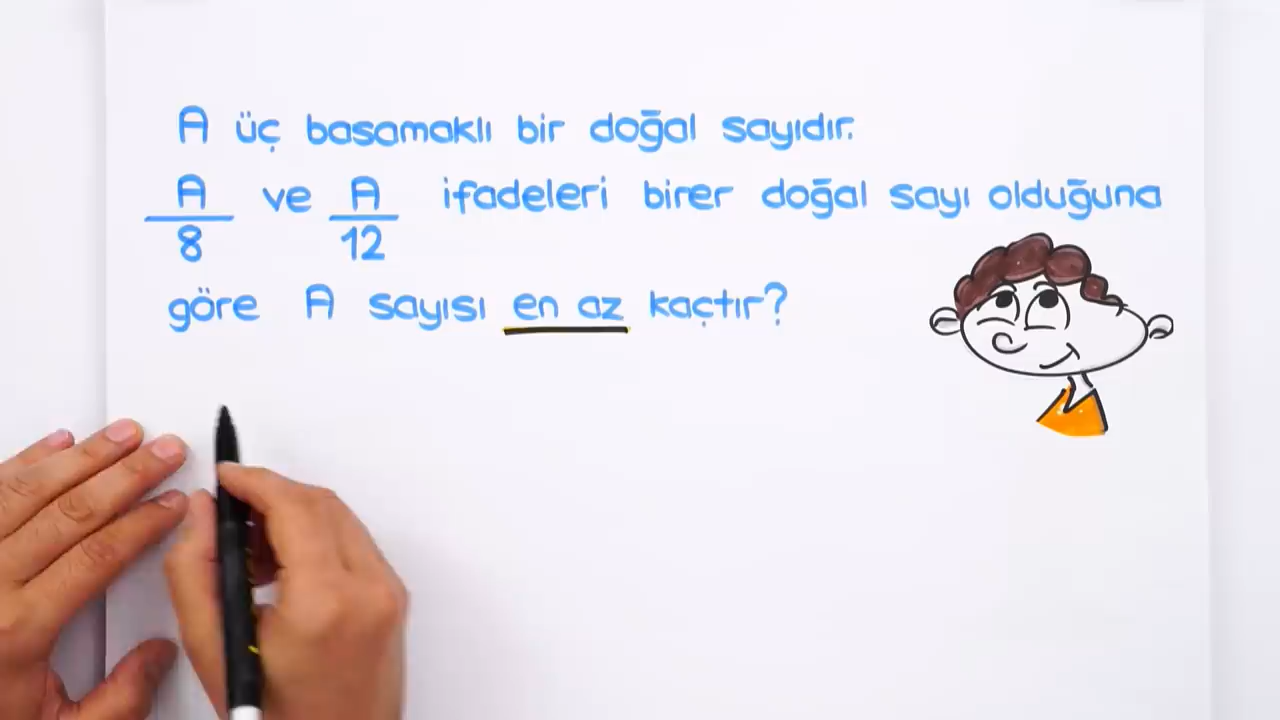 A üç basamaklı bir doğal sayıdır.
A/8 ve A/12 ifadeleri birer doğal sayı olduğuna
göre A sayısı en az kaçtır?